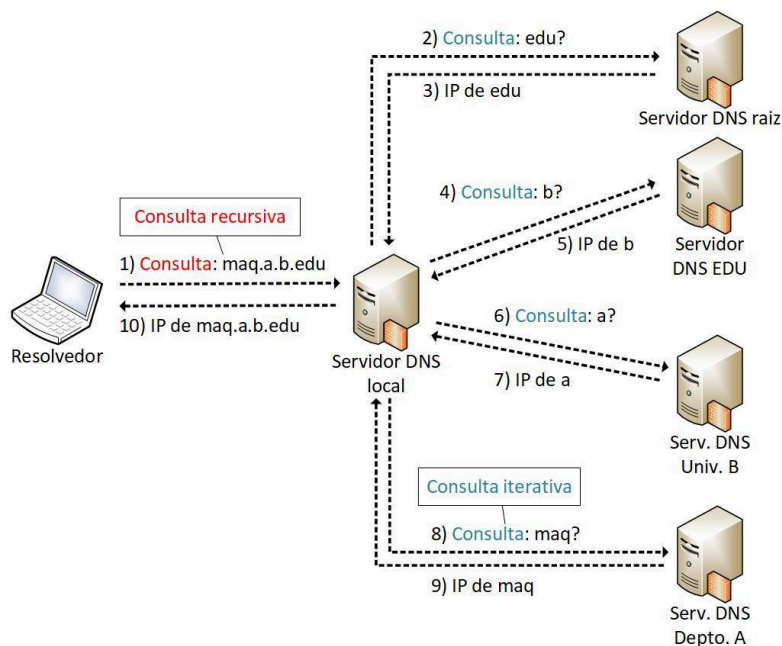 2) Consulta: edu?
3) IP de edu
Servidor DNS raiz
Consulta recursiva
4) Consulta: b?
5) IP de b
Servidor
DNS EDU
1) Consulta: maq.a.b.edu
10) IP de maq.a.b.edu
Resolvedor
Servidor DNS
local
6) Consulta: a?
7) IP de a
Serv. DNS
Univ. B
Consulta iterativa
8) Consulta: maq?
9) IP de maq
Serv. DNS
Depto. A